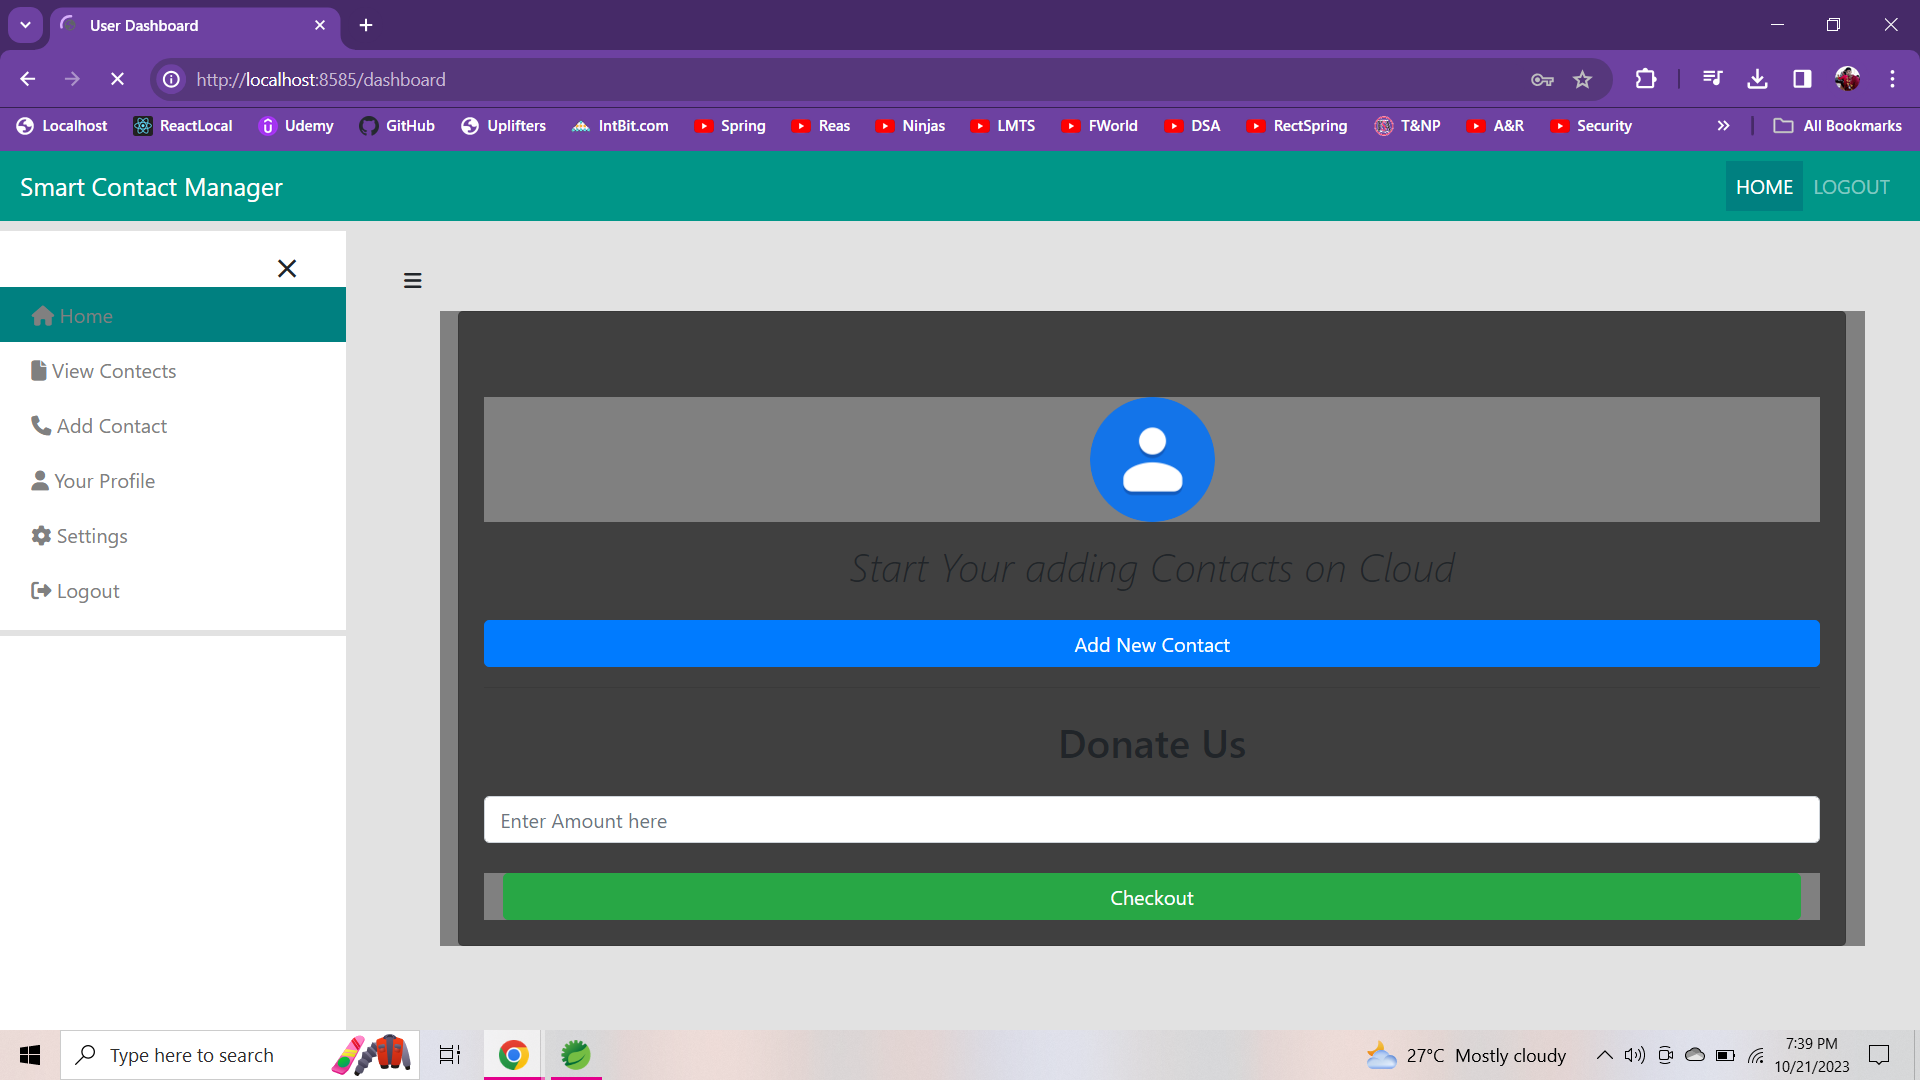 User Dashboard
http://localhost:8585/dashboard
Localhost ReactLocal Udemy GitHub Uplifters IntBit.com Spring Reas Ninjas LMTS FWorld DSA RectSpring T&NP A&R Security All Bookmarks
Smart Contact Manager HOME LOGOUT
Home
View Contects
Add Contact
Your Profile
Settings
Logout
Start Your adding Contacts on Cloud
Add New Contact
Donate Us
Enter Amount here
Checkout
Type here to search 27°C Mostly cloudy
7:39 PM
10/21/2023